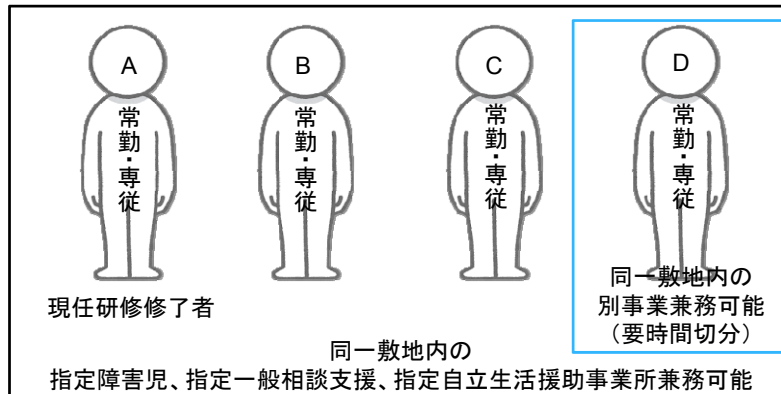 A
常勤・専従
B
常勤・専従
C
常勤・専従
D
常勤・専従
現任研修修了者
同一敷地内の
別事業兼務可能
（要時間切分）
同一敷地内の
指定障害児、指定一般相談支援、指定自立生活援助事業所兼務可能